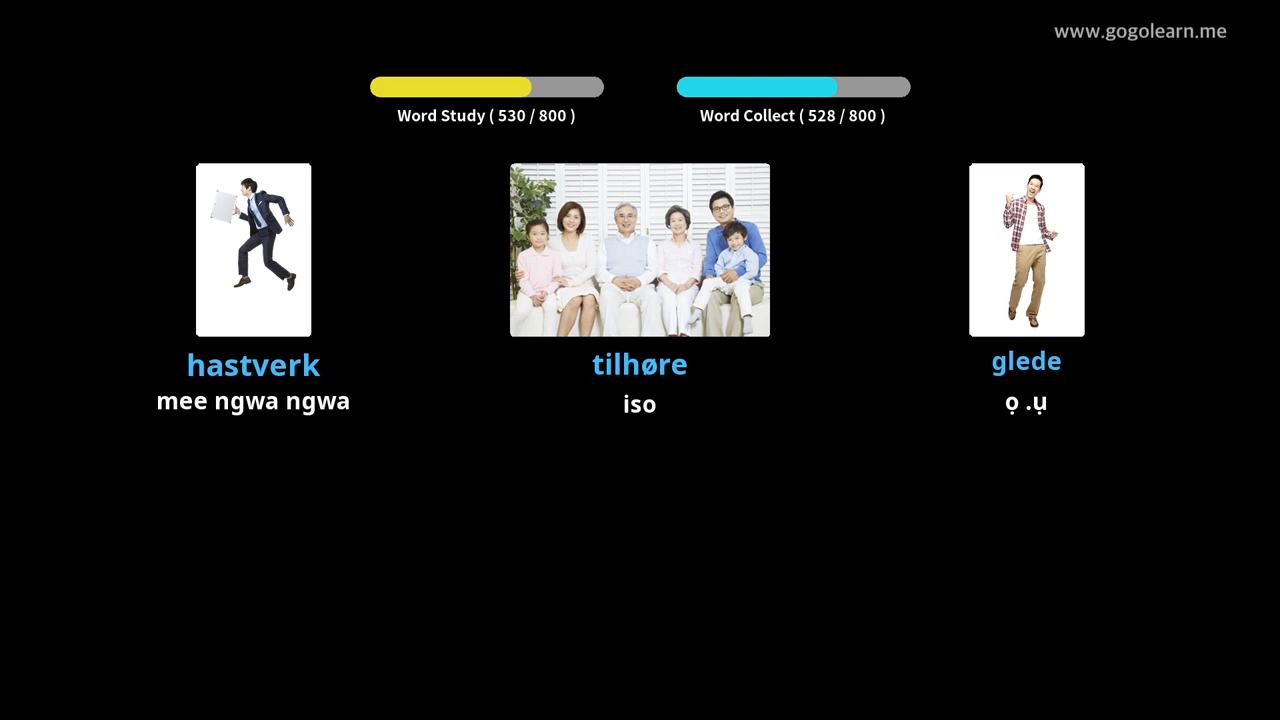 www.gogolearn.me
Word Study ( 530 / 800 )
Word Collect ( 528 / 800 )
hastverk
tilhøre
glede
mee ngwa ngwa
iso
ọ .ụ